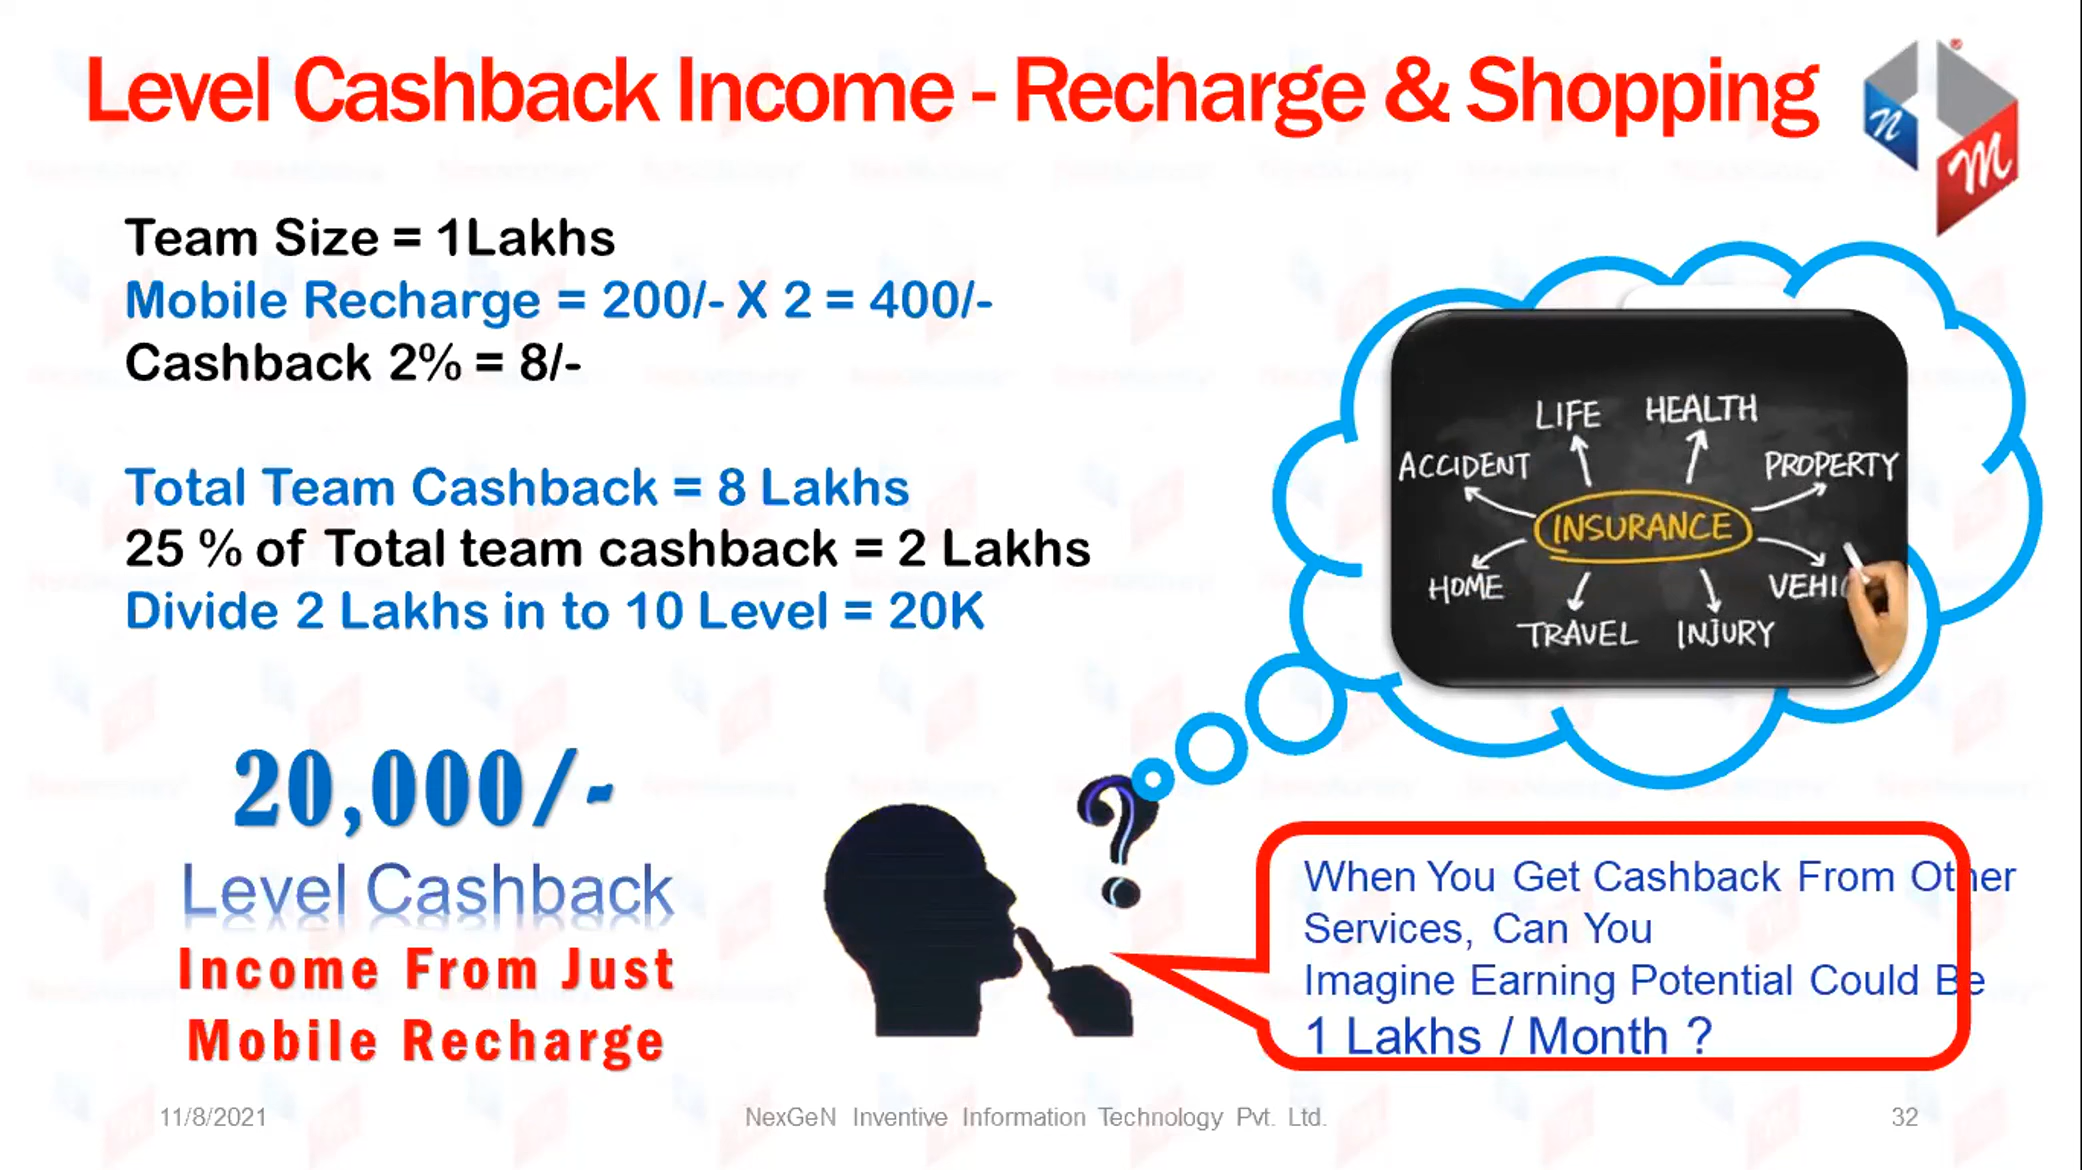 Level Cashback Income - Recharge & Shopping
n
M
Team Size = 1Lakhs
Mobile Recharge = 200/- X 2 = 400/-
Cashback 2% = 8/-
Total Team Cashback = 8 Lakhs
25 % of Total team cashback = 2 Lakhs
Divide 2 Lakhs in to 10 Level = 20K
LIFE HEALTH
ACCIDENT PROPERTY
INSURANCE
HOME VEHIC
TRAVEL INJURY
20,000/-
Level Cashback
Income From Just
Mobile Recharge
?
When You Get Cashback From Other
Services, Can You
Imagine Earning Potential Could Be
1 Lakhs / Month ?
11/8/2021 NexGeN Inventive Information Technology Pvt. Ltd. 32